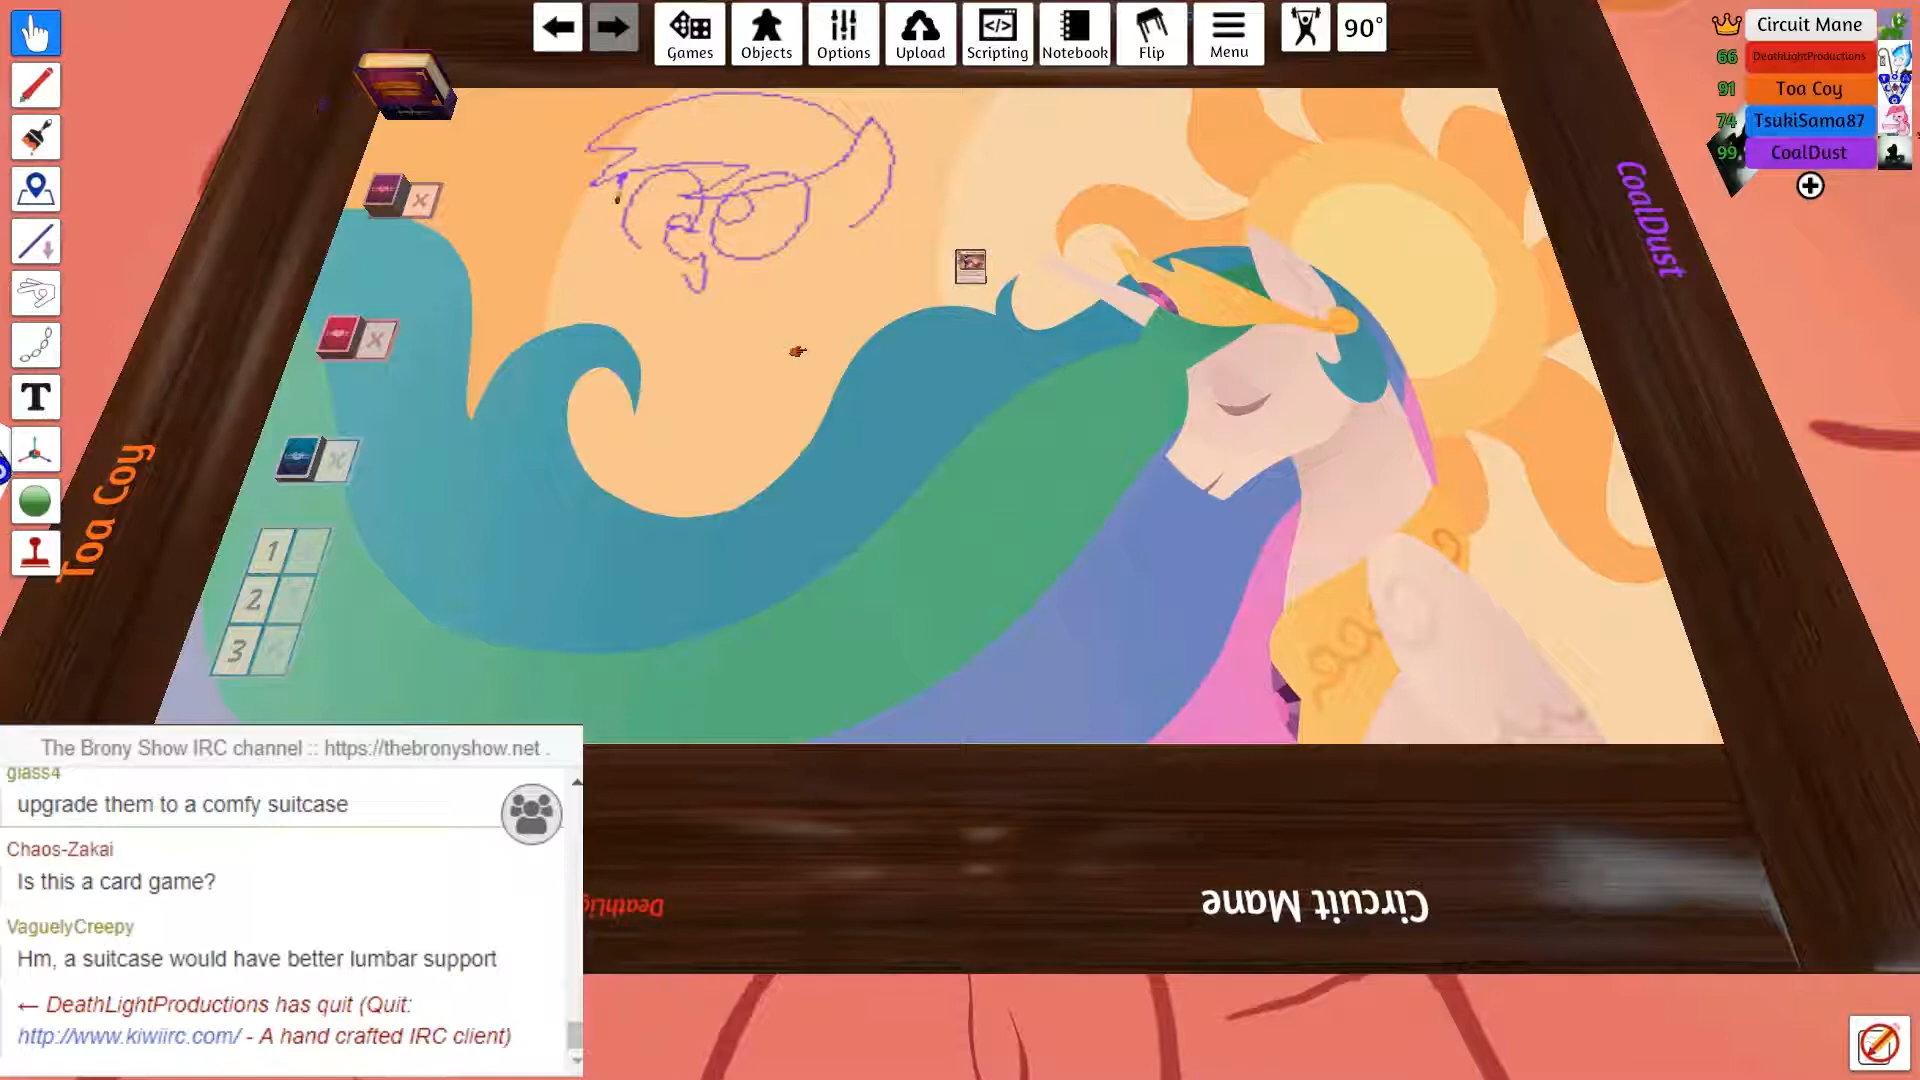 Games
Objects
Options
Upload
Scripting
Notebook
Flip
Menu
90°
Circuit Mane
66 DeathLightProductions
91 Toa Coy
74 TsukiSama87
99 CoalDust
CoalDust
Toa Coy
1
2
3
The Brony Show IRC channel :: https://thebronyshow.net .
glass4
upgrade them to a comfy suitcase
Chaos-Zakai
Is this a card game?
VaguelyCreepy
Hm, a suitcase would have better lumbar support
← DeathLightProductions has quit (Quit:
http://www.kiwiirc.com/ - A hand crafted IRC client)
DeathLig
Circuit Mane